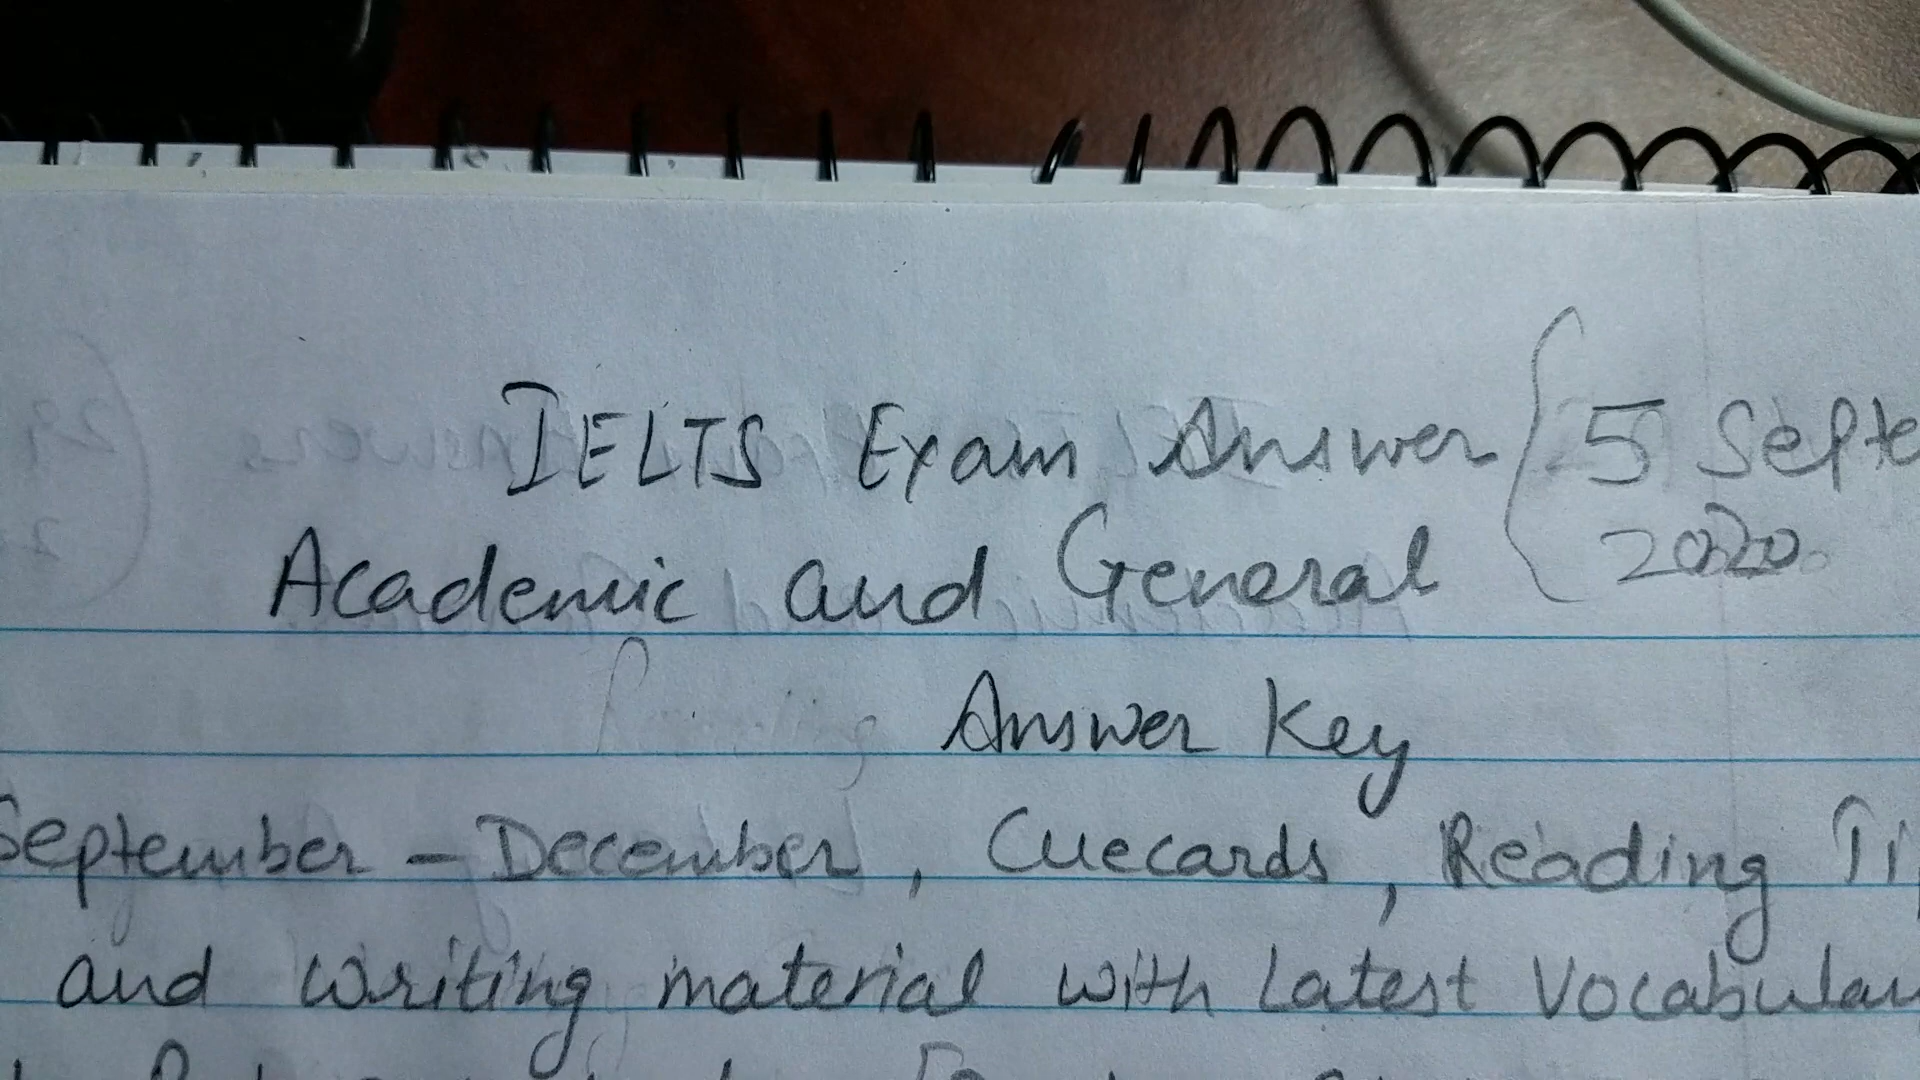 IELTS Exam Answer { 5 Septe
Academic and General 2020.
Answer Key
September - December, Cuecards, Reading Ti
and Writing material with Latest Vocabular